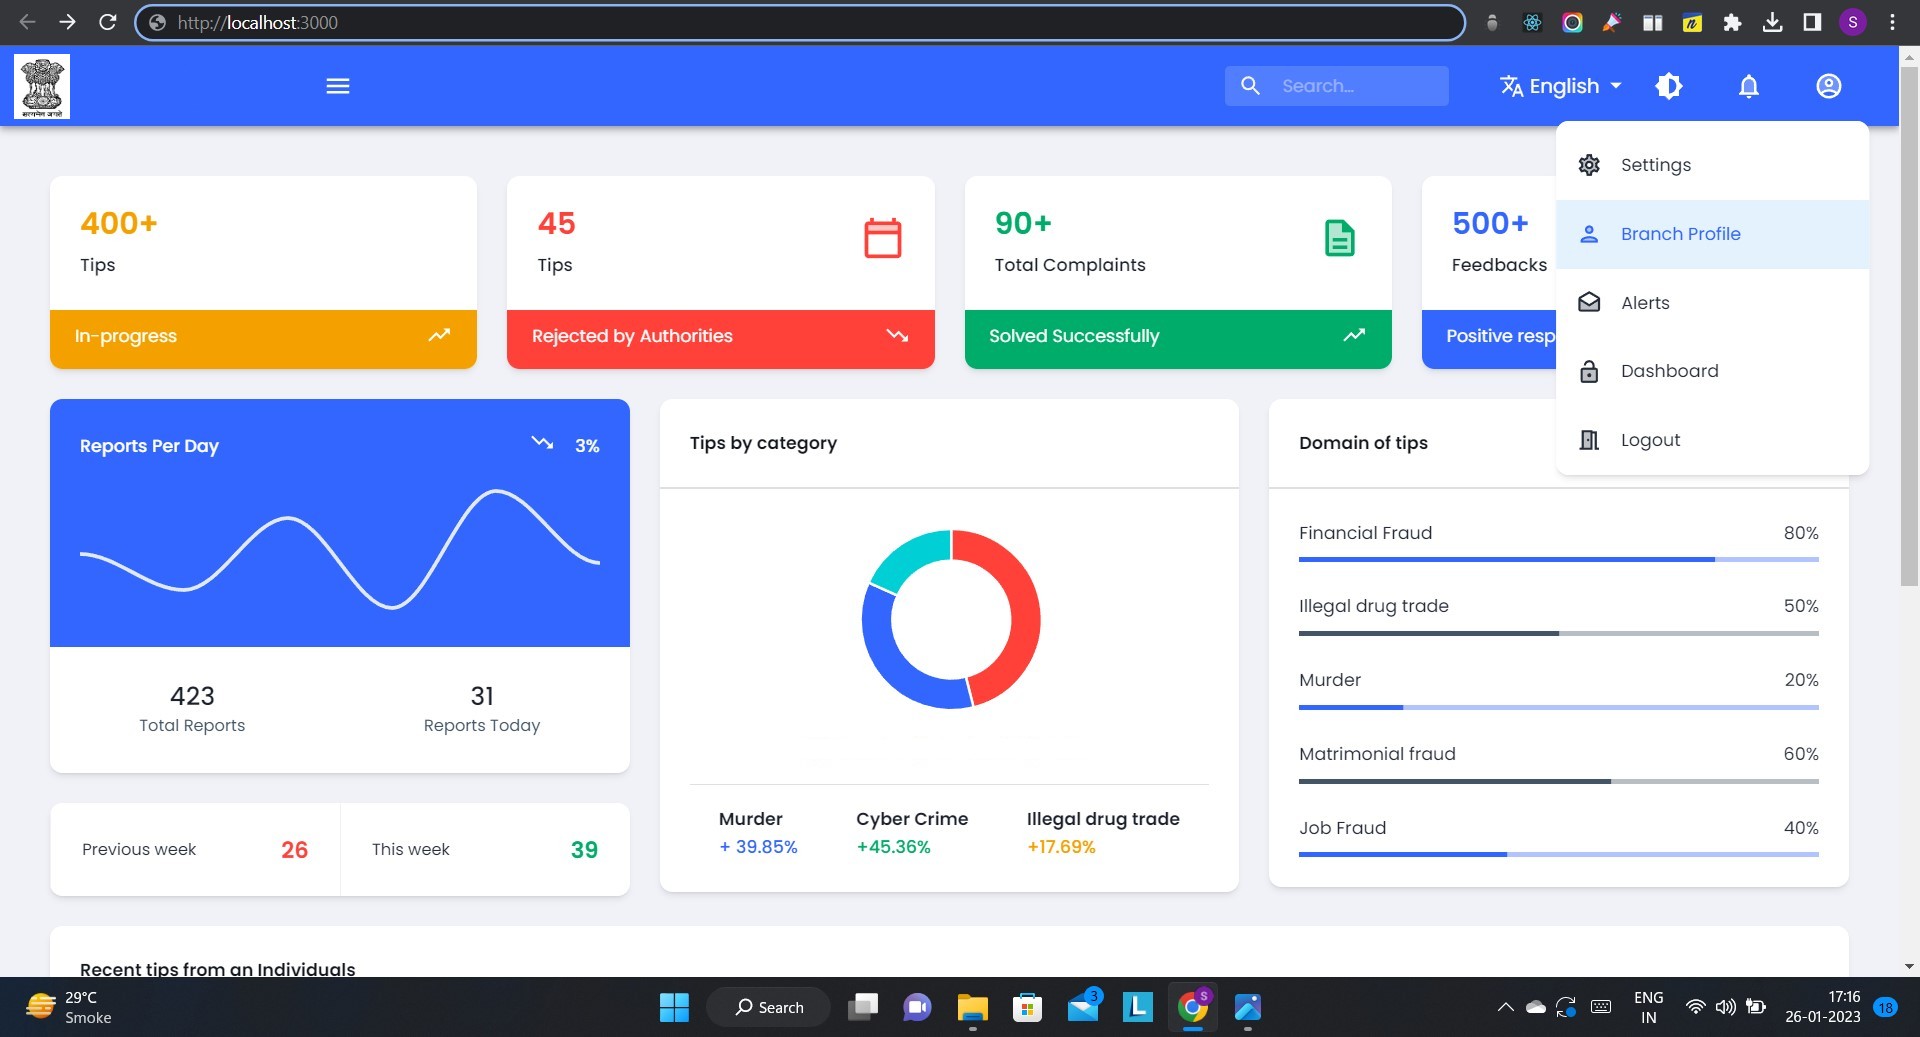 http://localhost:3000
S
सत्यमेव जयते
Search...
English
Settings
Branch Profile
Alerts
Dashboard
Logout
400+
Tips
In-progress
45
Tips
Rejected by Authorities
90+
Total Complaints
Solved Successfully
500+
Feedbacks
Positive resp
Reports Per Day
3%
423
Total Reports
31
Reports Today
Previous week
26
This week
39
Tips by category
Murder
+ 39.85%
Cyber Crime
+45.36%
Illegal drug trade
+17.69%
Domain of tips
Financial Fraud
80%
Illegal drug trade
50%
Murder
20%
Matrimonial fraud
60%
Job Fraud
40%
Recent tips from an Individuals
29°C
Smoke
Search
3
L
S
ENG
IN
17:16
26-01-2023
18